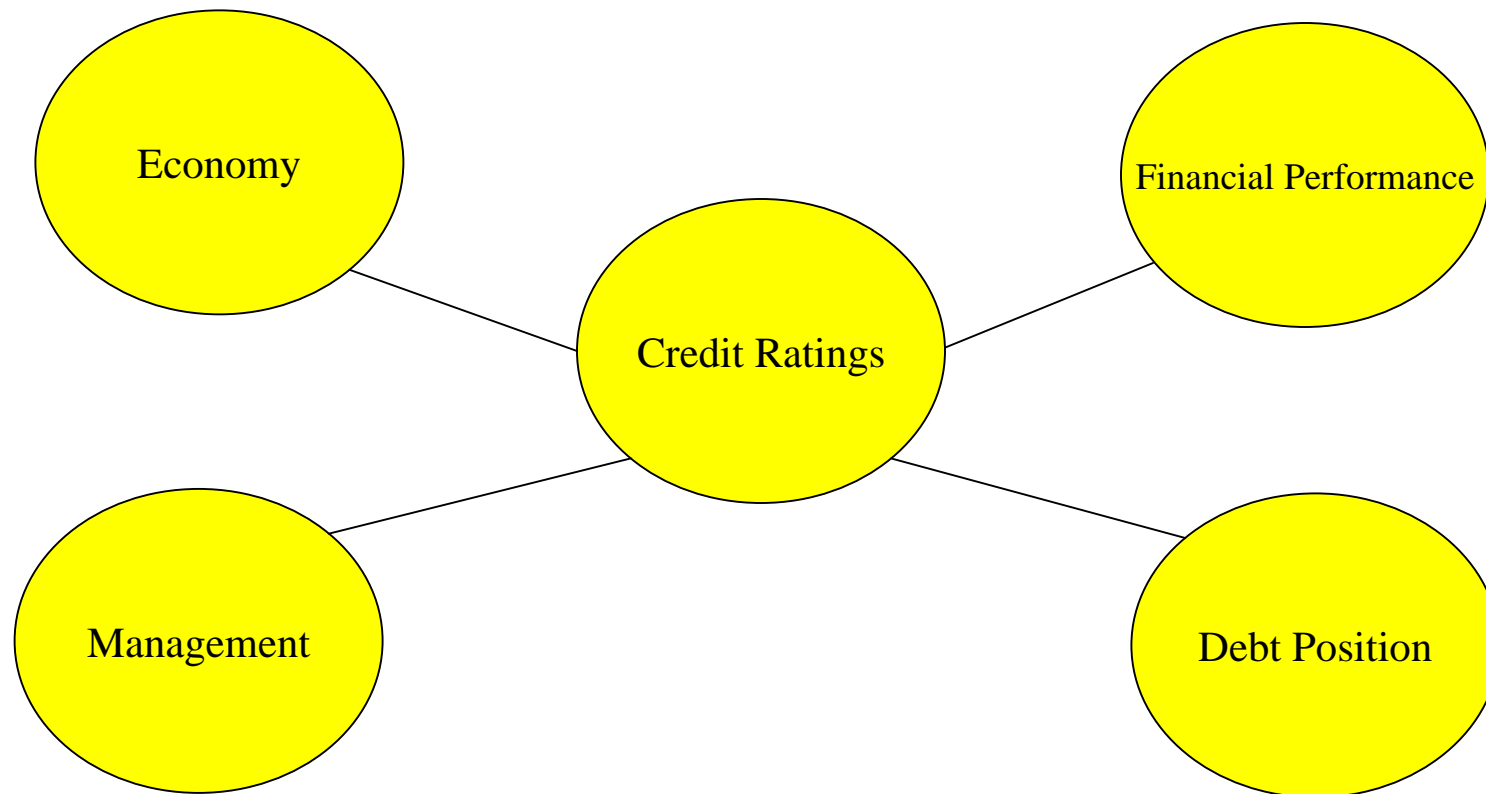 Economy
Financial Performance
Credit Ratings
Management
Debt Position